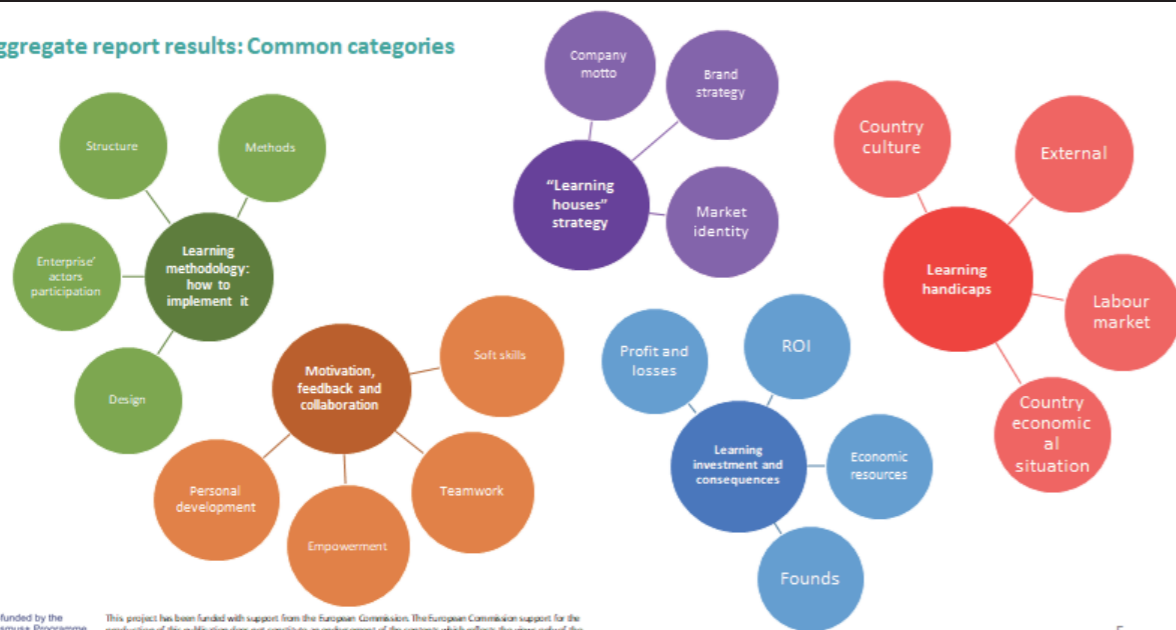 ggregate report results: Common categories
Company
motto
Brand
strategy
"Learning
houses"
strategy
Market
identity
Structure
Methods
Enterprise'
actors
participation
Learning
methodology:
how to
implement it
Design
Motivation,
feedback and
collaboration
Soft skills
Personal
development
Empowerment
Teamwork
Profit and
losses
ROI
Learning
investment and
consequences
Economic
resources
Founds
Country
culture
External
Learning
handicaps
Labour
market
Country
economic
al
situation
funded by the
This project has been funded with support from the European Commission. The European Commission support for the